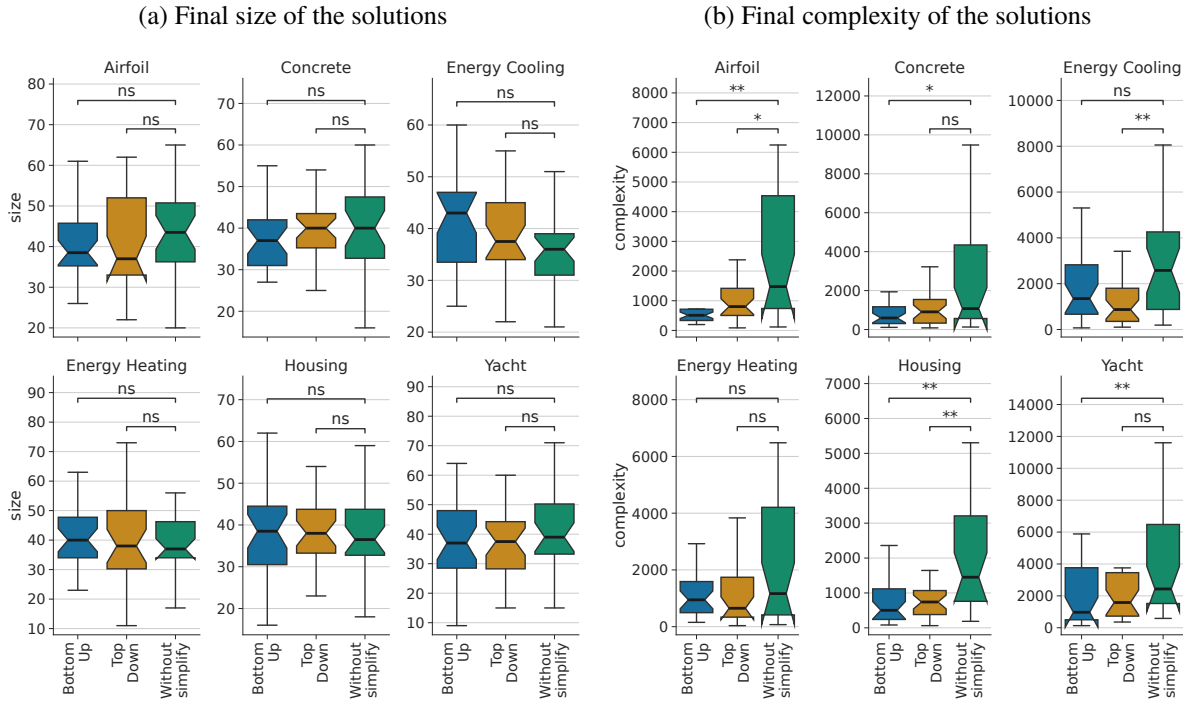 (a) Final size of the solutions
(b) Final complexity of the solutions
Airfoil
Concrete
Energy Cooling
size
80
70
60
50
40
30
20
ns
ns
70
60
50
40
30
20
ns
ns
60
50
40
30
20
ns
ns
Energy Heating
Housing
Yacht
size
90
80
70
60
50
40
30
20
10
ns
ns
70
60
50
40
30
20
ns
ns
90
80
70
60
50
40
30
20
10
ns
ns
Bottom
Up
Top
Down
Without
simplify
Bottom
Up
Top
Down
Without
simplify
Bottom
Up
Top
Down
Without
simplify
Airfoil
Concrete
Energy Cooling
complexity
8000
7000
6000
5000
4000
3000
2000
1000
0
**
*
12000
10000
8000
6000
4000
2000
0
*
ns
10000
8000
6000
4000
2000
0
ns
**
Energy Heating
Housing
Yacht
complexity
8000
6000
4000
2000
0
ns
ns
7000
6000
5000
4000
3000
2000
1000
0
**
**
14000
12000
10000
8000
6000
4000
2000
0
**
ns
Bottom
Up
Top
Down
Without
simplify
Bottom
Up
Top
Down
Without
simplify
Bottom
Up
Top
Down
Without
simplify